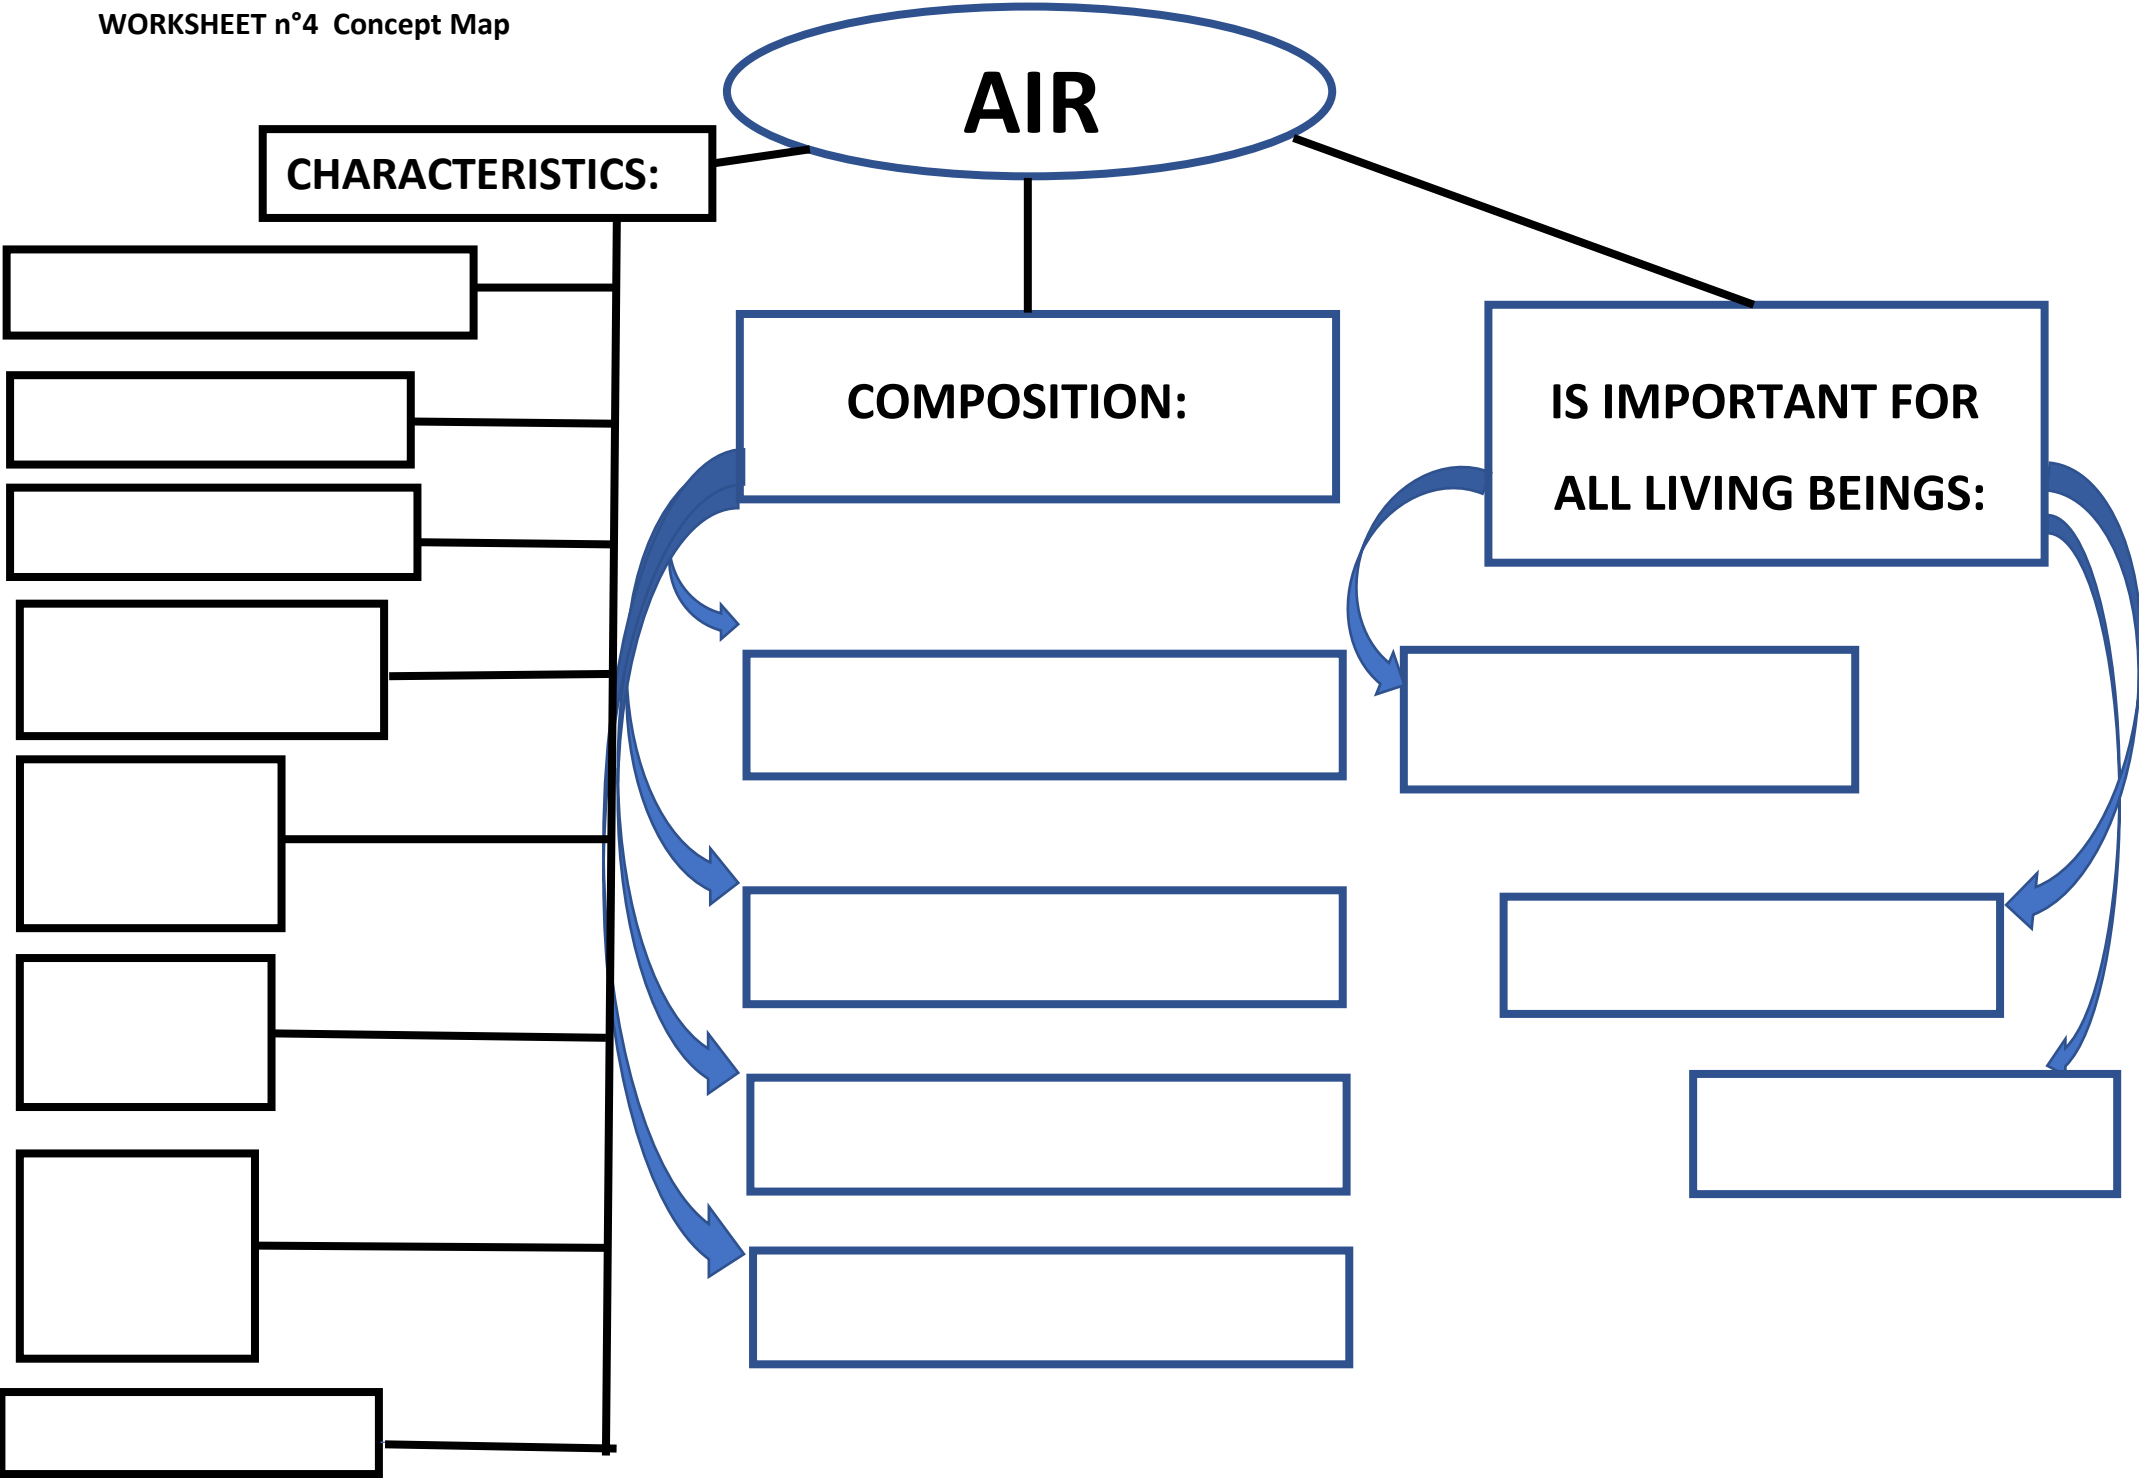 WORKSHEET n°4  Concept Map
AIR
CHARACTERISTICS:
COMPOSITION:
IS IMPORTANT FOR
ALL LIVING BEINGS: